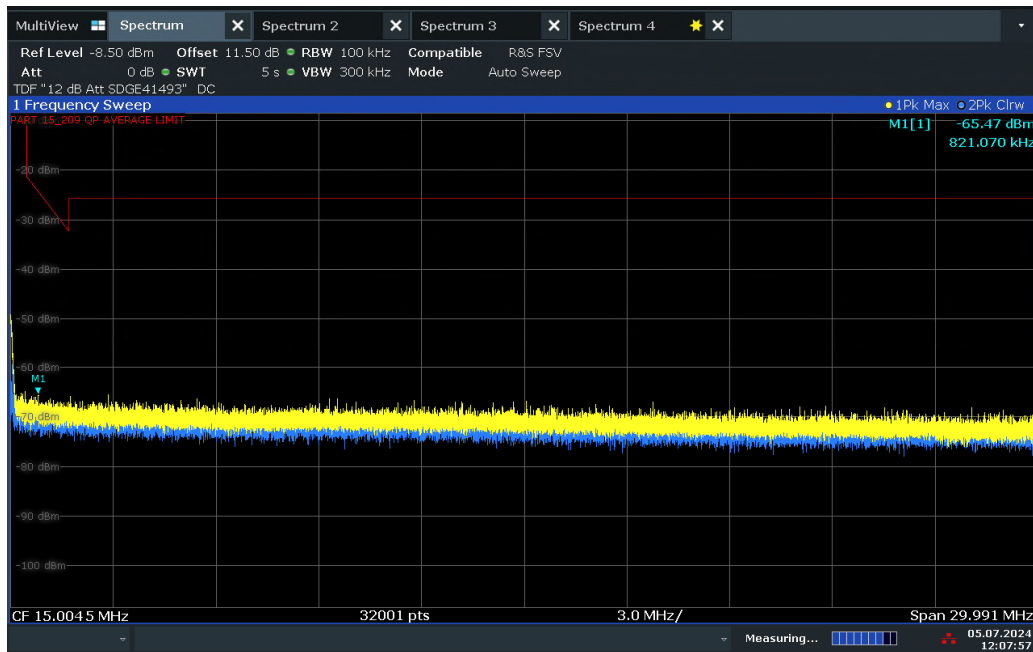 MultiView Spectrum Spectrum 2 Spectrum 3 Spectrum 4
Ref Level -8.50 dBm Offset 11.50 dB RBW 100 kHz Compatible R&S FSV
Att 0 dB SWT 5 s VBW 300 kHz Mode Auto Sweep
TDF "12 dB Att SDGE41493" DC
1 Frequency Sweep 1Pk Max 2Pk Clrw
PART 15_209 QP AVERAGE LIMIT
M1[1] -65.47 dBm
821.070 kHz
-20 dBm
-30 dBm
-40 dBm
-50 dBm
-60 dBm
M1
-70 dBm
-80 dBm
-90 dBm
-100 dBm
CF 15.0045 MHz 32001 pts 3.0 MHz/ Span 29.991 MHz
Measuring... 05.07.2024
12:07:57